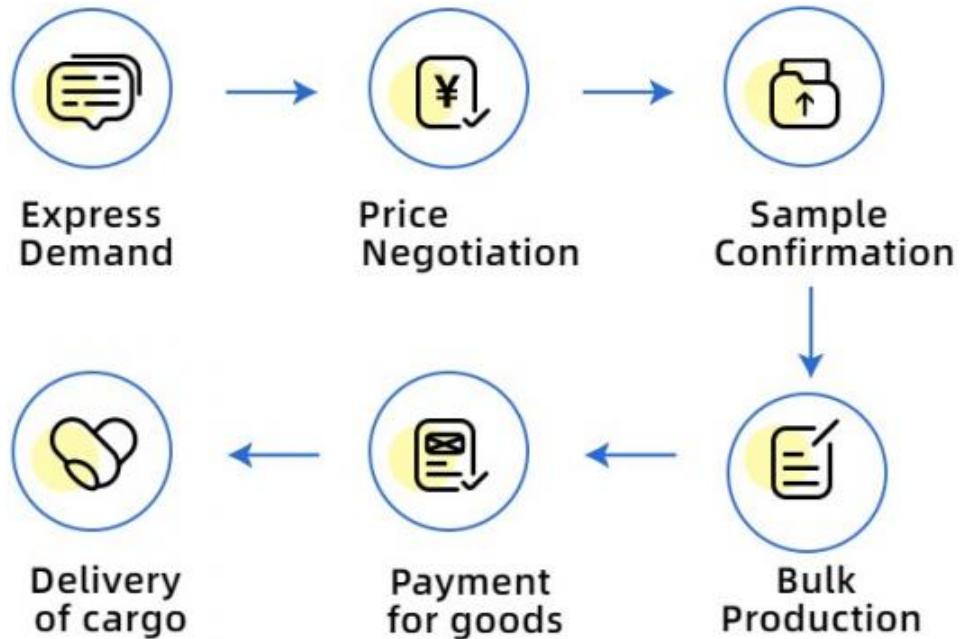 ¥
Express
Demand
Price
Negotiation
Sample
Confirmation
Bulk
Production
Payment
for goods
Delivery
of cargo